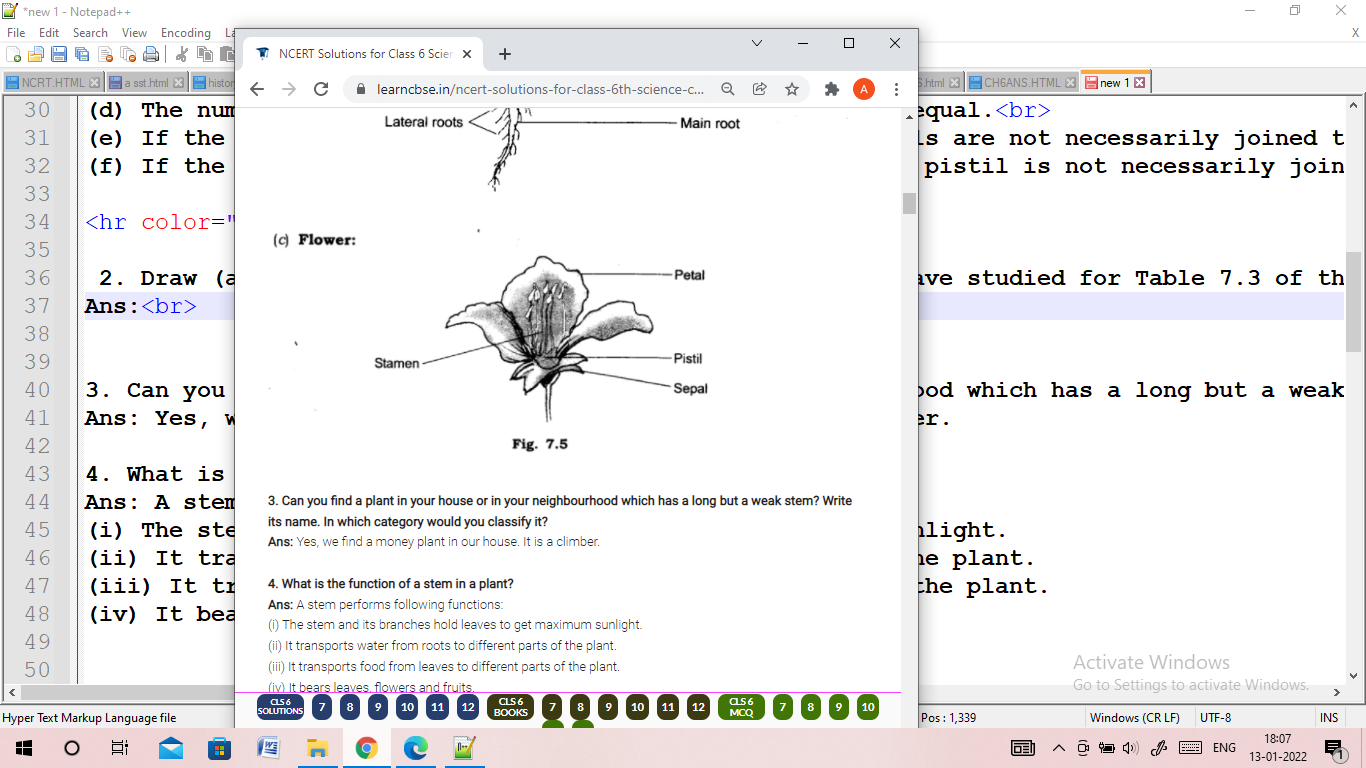 *new 1 - Notepad++
File Edit Search View Encoding La
X
NCRT.HTML
a sst.html
histor
S.html
CH6ANS.HTML
new 1
NCERT Solutions for Class 6 Scier
learncbse.in/ncert-solutions-for-class-6th-science-c...
A
30 (d) The num
equal.<br>
31 (e) If the
ls are not necessarily joined t
32 (f) If the
pistil is not necessarily join
33
34 <hr color="
35
36 2. Draw (a
ave studied for Table 7.3 of th
37 Ans:<br>
38
39
40 3. Can you
ood which has a long but a weak
41 Ans: Yes, w
er.
42
43 4. What is
44 Ans: A stem
45 (i) The ste
nlight.
46 (ii) It tra
he plant.
47 (iii) It tr
the plant.
48 (iv) It bea
49
50
Lateral roots
Main root
(c) Flower:
Petal
Stamen
Pistil
Sepal
Fig. 7.5
3. Can you find a plant in your house or in your neighbourhood which has a long but a weak stem? Write
its name. In which category would you classify it?
Ans: Yes, we find a money plant in our house. It is a climber.
4. What is the function of a stem in a plant?
Ans: A stem performs following functions:
(i) The stem and its branches hold leaves to get maximum sunlight.
(ii) It transports water from roots to different parts of the plant.
(iii) It transports food from leaves to different parts of the plant.
(iv) It bears leaves, flowers and fruits.
CLS 6 SOLUTIONS 7 8 9 10 11 12 CLS 6 BOOKS 7 8 9 10 11 12 CLS 6 MCQ 7 8 9 10
Activate Windows
Go to Settings to activate Windows.
Hyper Text Markup Language file
Pos : 1,339
Windows (CR LF)
UTF-8
INS
ENG
18:07
13-01-2022
1